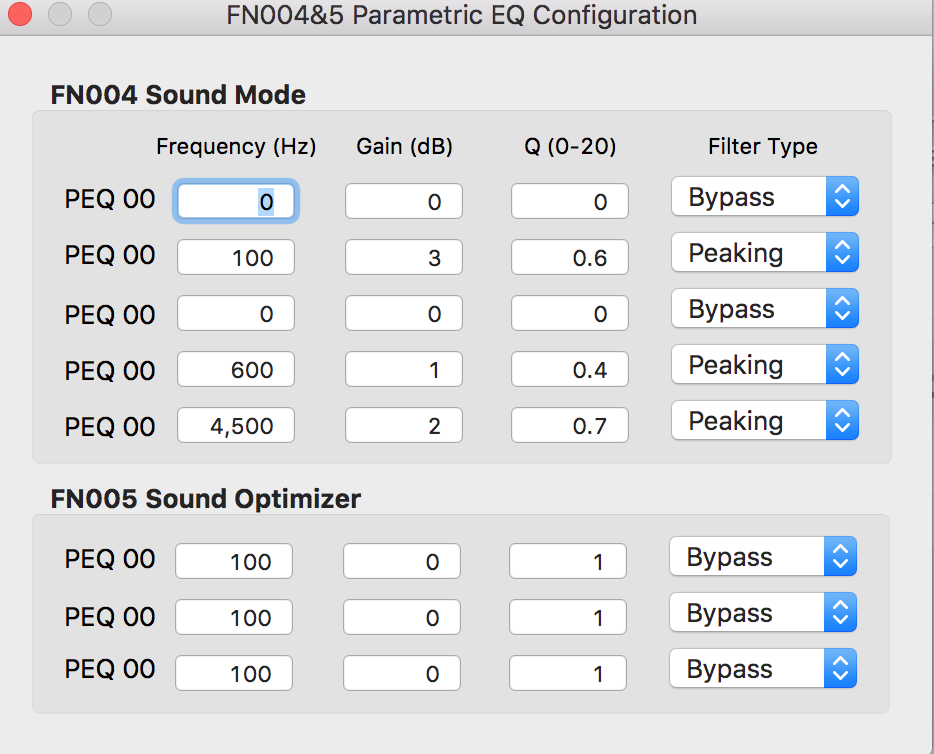 FN004&5 Parametric EQ Configuration
FN004 Sound Mode
Frequency (Hz) Gain (dB) Q (0-20) Filter Type
PEQ 00 0 0 0 Bypass
PEQ 00 100 3 0.6 Peaking
PEQ 00 0 0 0 Bypass
PEQ 00 600 1 0.4 Peaking
PEQ 00 4,500 2 0.7 Peaking
FN005 Sound Optimizer
PEQ 00 100 0 1 Bypass
PEQ 00 100 0 1 Bypass
PEQ 00 100 0 1 Bypass